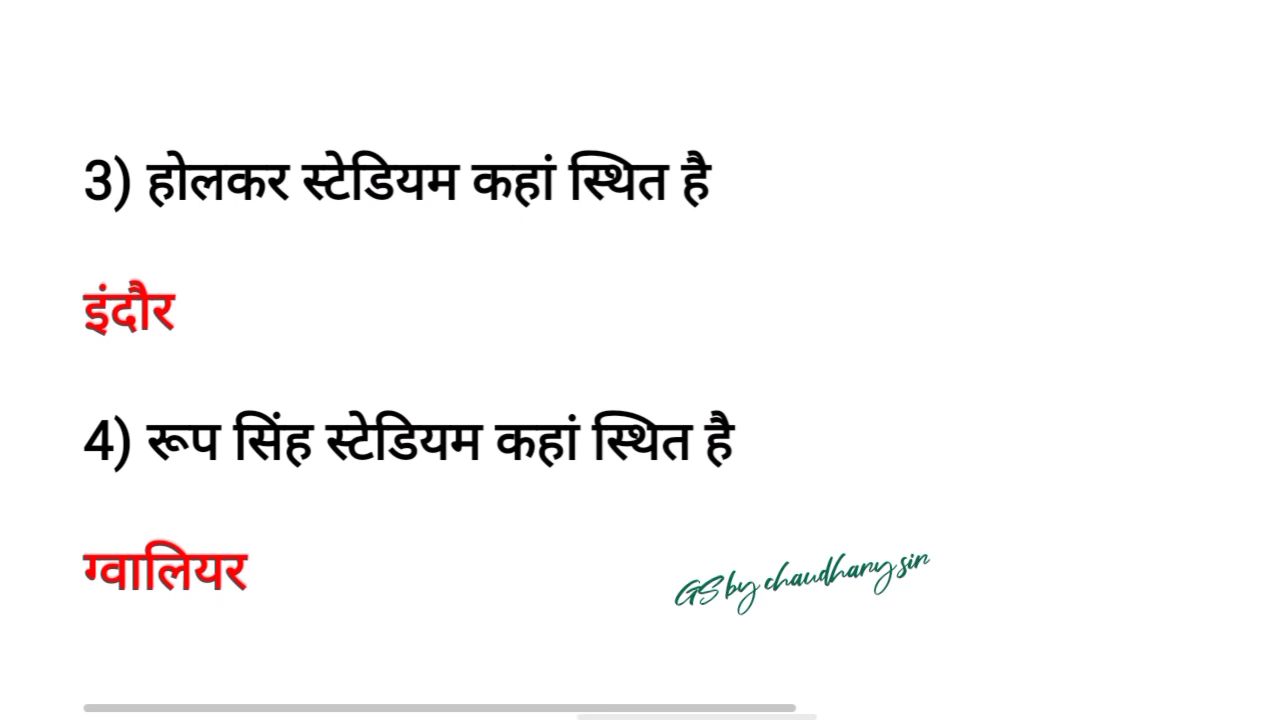 3) होलकर स्टेडियम कहां स्थित है
इंदौर
4) रूप सिंह स्टेडियम कहां स्थित है
ग्वालियर
GS by chaudhary sir